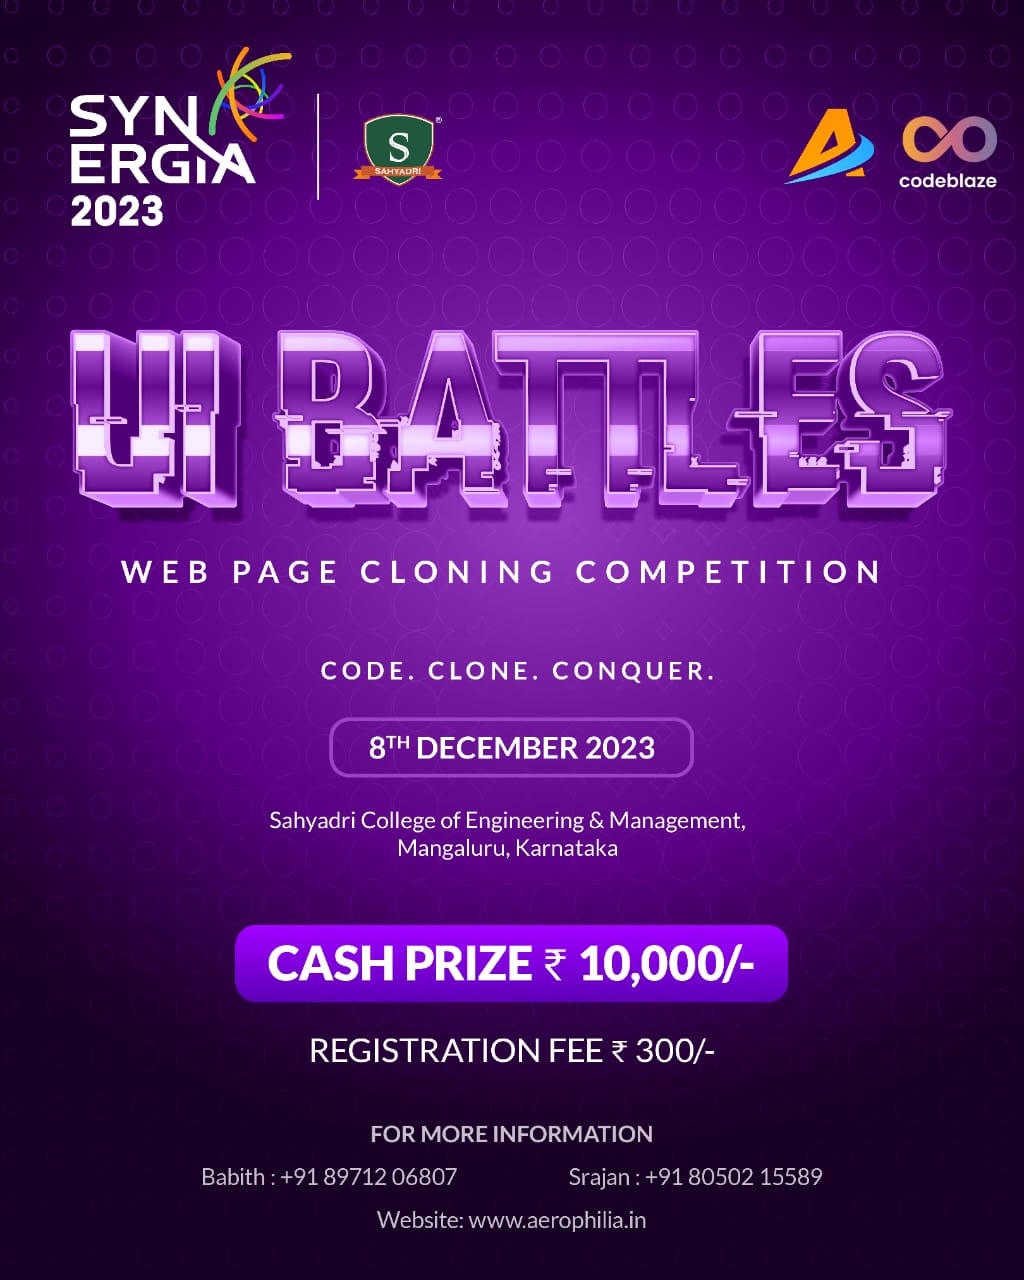 SYN
ERGIA
2023
S
SAHYADRI
®
A
codeblaze
UI BATTLES
WEB PAGE CLONING COMPETITION
CODE. CLONE. CONQUER.
8TH DECEMBER 2023
Sahyadri College of Engineering & Management,
Mangaluru, Karnataka
CASH PRIZE ₹ 10,000/-
REGISTRATION FEE ₹ 300/-
FOR MORE INFORMATION
Babith : +91 89712 06807
Srajan : +91 80502 15589
Website: www.aerophilia.in